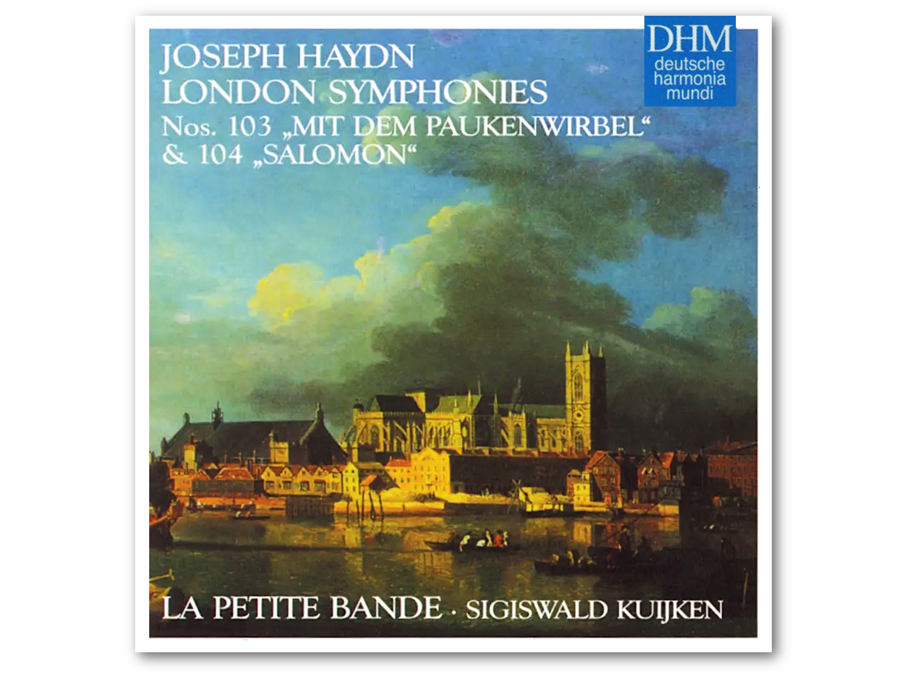 JOSEPH HAYDN
LONDON SYMPHONIES
Nos. 103 „MIT DEM PAUKENWIRBEL“
& 104 „SALOMON“
DHM
deutsche
harmonia
mundi
LA PETITE BANDE · SIGISWALD KUIJKEN